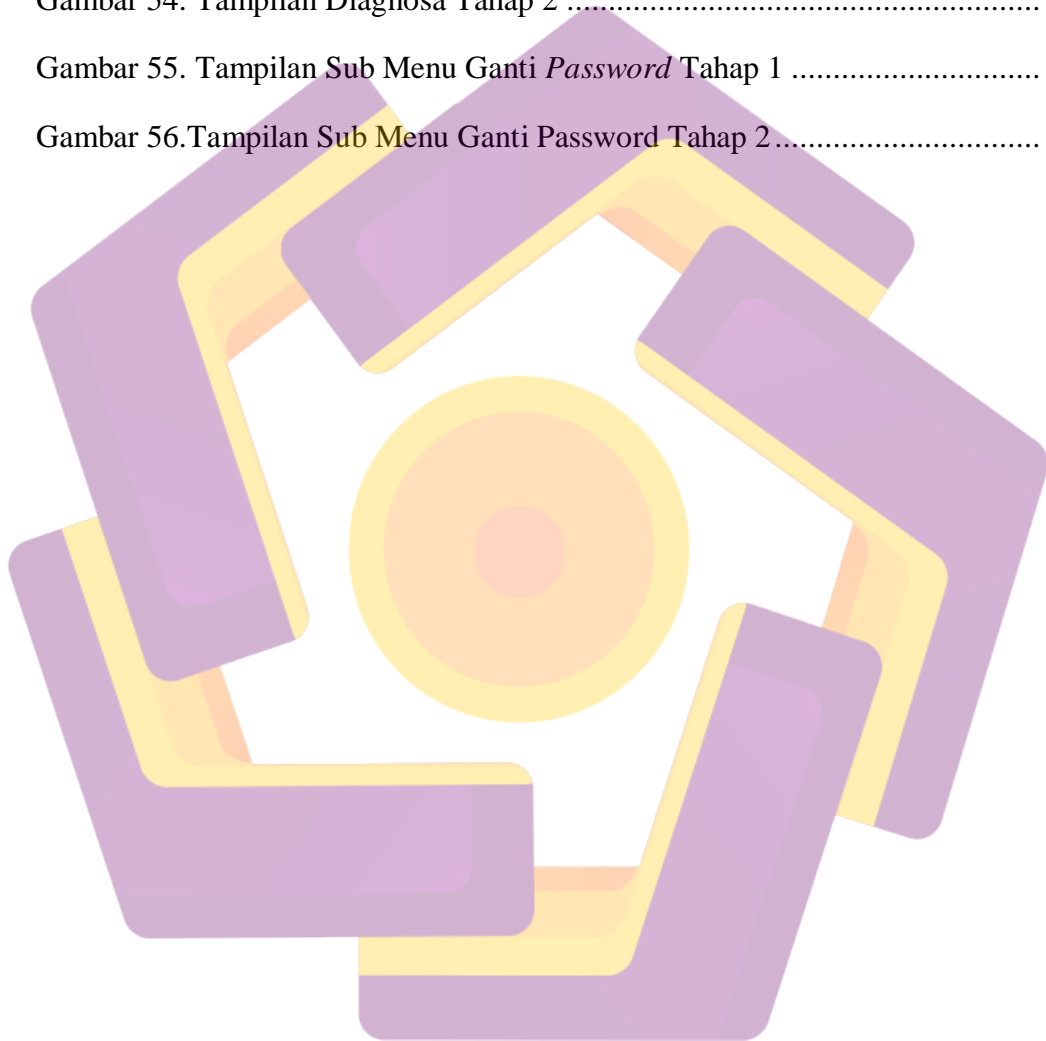 Gambar 54. Tampilan Diagnosa Tahap 2 ..........................................................
Gambar 55. Tampilan Sub Menu Ganti Password Tahap 1 ..............................
Gambar 56.Tampilan Sub Menu Ganti Password Tahap 2................................